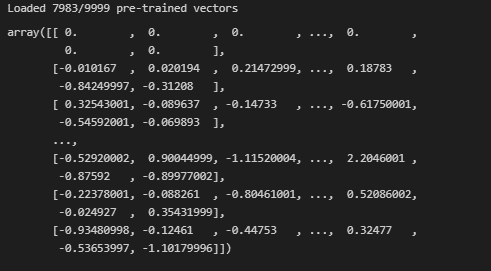 Loaded 7983/9999 pre-trained vectors
array([[ 0.        ,  0.        ,  0.        , ...,  0.        ,
         0.        ,  0.        ],
       [-0.010167  ,  0.020194  ,  0.21472999, ...,  0.18783   ,
        -0.84249997, -0.31208   ],
       [ 0.32543001, -0.089637  , -0.14733   , ..., -0.61750001,
        -0.54592001, -0.069893  ],
       ...,
       [-0.52920002,  0.90044999, -1.11520004, ...,  2.2046001 ,
        -0.87592   , -0.89977002],
       [-0.22378001, -0.088261  , -0.80461001, ...,  0.52086002,
        -0.024927  ,  0.35431999],
       [-0.93480998, -0.12461   , -0.44753   , ...,  0.32477   ,
        -0.53653997, -1.10179996]])